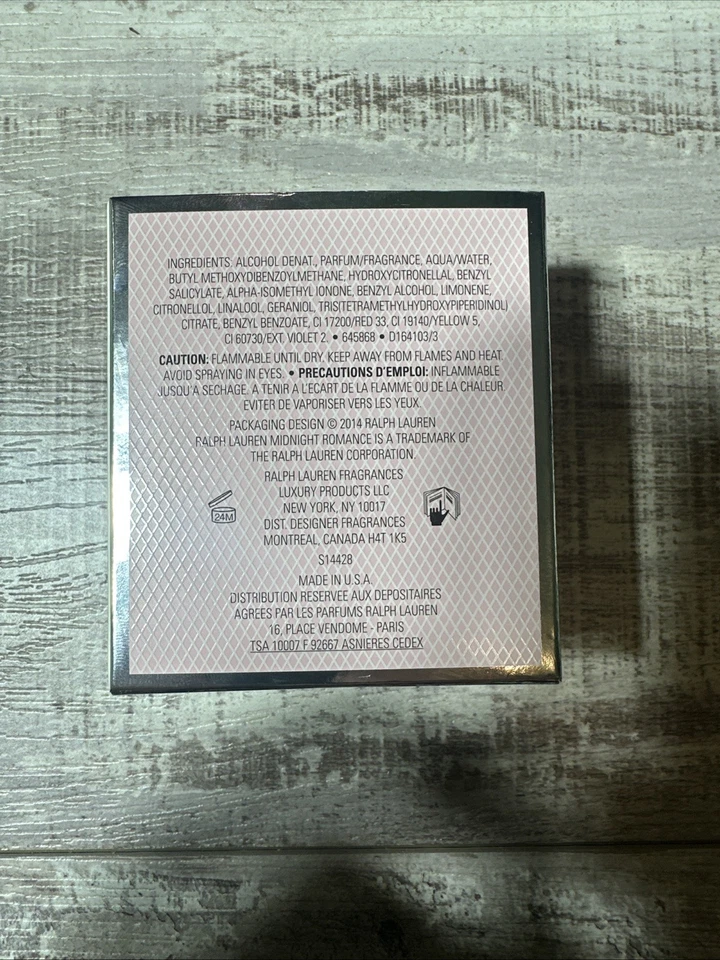 INGREDIENTS: ALCOHOL DENAT., PARFUM/FRAGRANCE, AQUA/WATER,
BUTYL METHOXYDIBENZOYLMETHANE, HYDROXYCITRONELLAL, BENZYL
SALICYLATE, ALPHA-ISOMETHYL IONONE, BENZYL ALCOHOL, LIMONENE,
CITRONELLOL, LINALOOL, GERANIOL, TRIS(TETRAMETHYLHYDROXYPIPERIDINOL)
CITRATE, BENZYL BENZOATE, CI 17200/RED 33, CI 19140/YELLOW 5,
CI 60730/EXT. VIOLET 2. • 645868 • D164103/3
CAUTION: FLAMMABLE UNTIL DRY. KEEP AWAY FROM FLAMES AND HEAT.
AVOID SPRAYING IN EYES. • PRECAUTIONS D'EMPLOI: INFLAMMABLE
JUSQU'A SECHAGE. A TENIR A L'ECART DE LA FLAMME OU DE LA CHALEUR.
EVITER DE VAPORISER VERS LES YEUX.
PACKAGING DESIGN © 2014 RALPH LAUREN
RALPH LAUREN MIDNIGHT ROMANCE IS A TRADEMARK OF
THE RALPH LAUREN CORPORATION.
RALPH LAUREN FRAGRANCES
LUXURY PRODUCTS LLC
NEW YORK, NY 10017
DIST. DESIGNER FRAGRANCES
MONTREAL, CANADA H4T 1K5
24M
S14428
MADE IN U.S.A.
DISTRIBUTION RESERVEE AUX DEPOSITAIRES
AGREES PAR LES PARFUMS RALPH LAUREN
16, PLACE VENDOME - PARIS
TSA 10007 F 92667 ASNIERES CEDEX